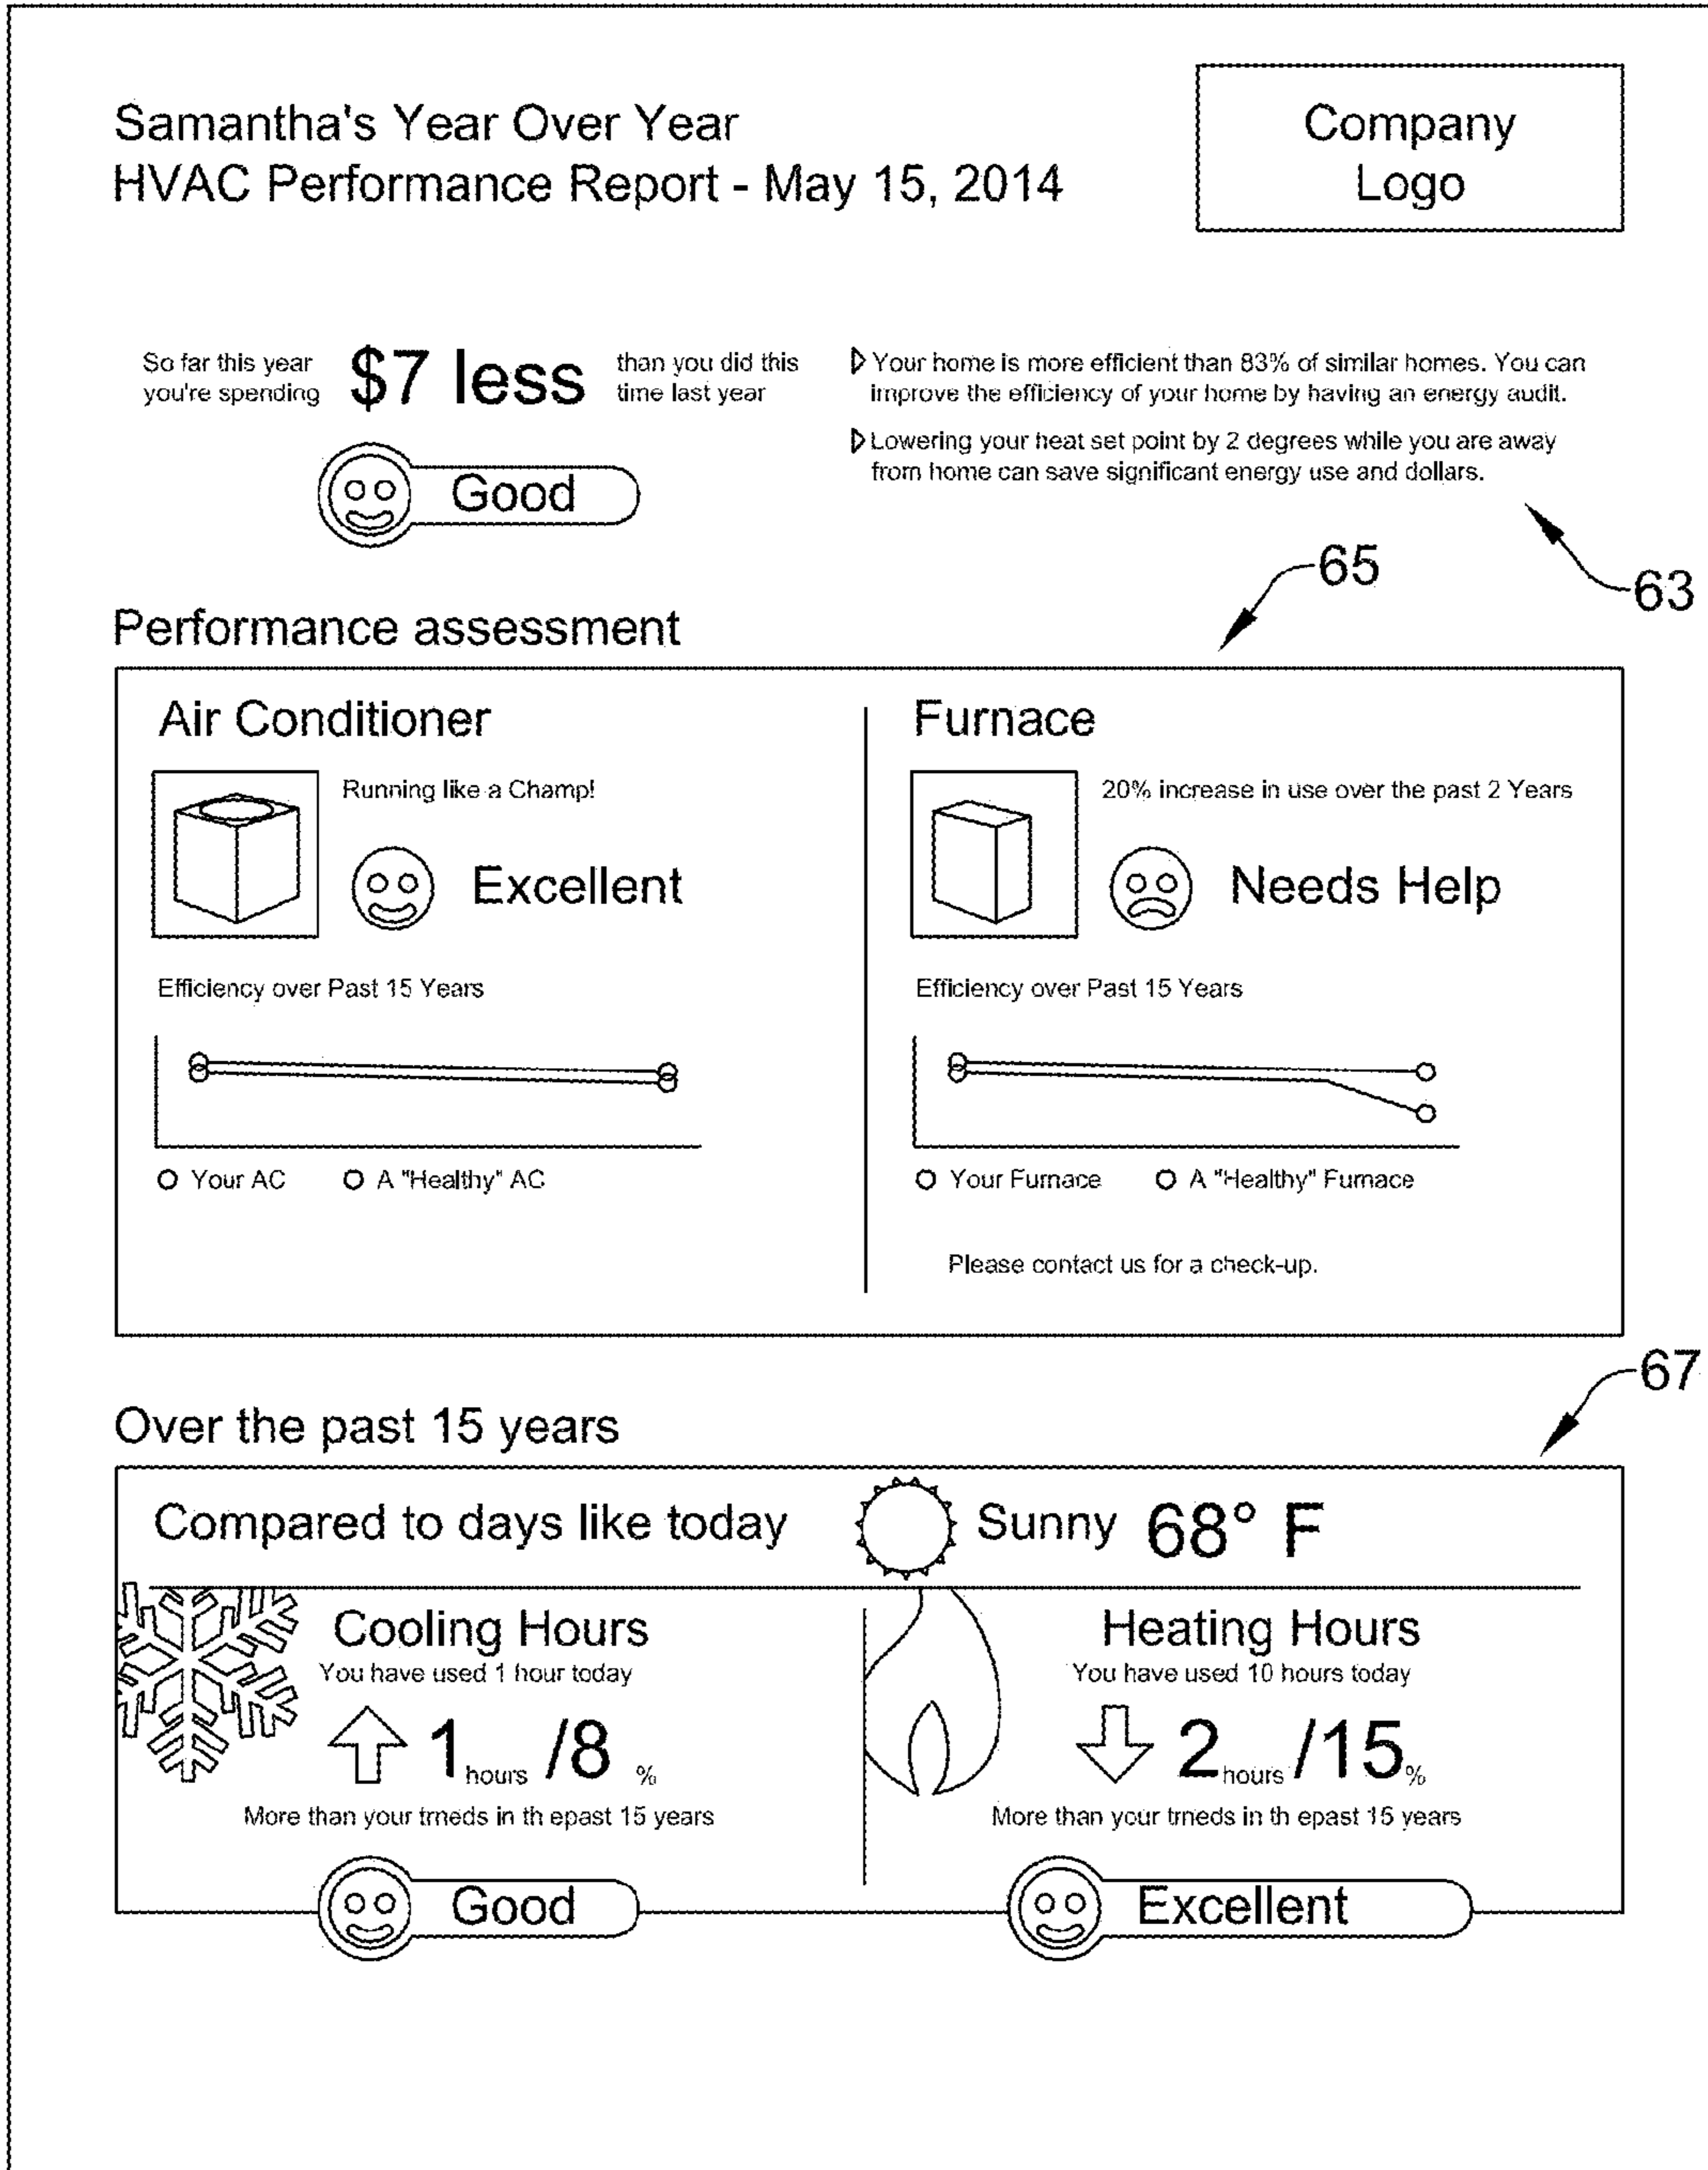 Samantha's Year Over Year
HVAC Performance Report - May 15, 2014
Company
Logo
So far this year
you're spending
$7 less
than you did this
time last year
Good
Your home is more efficient than 83% of similar homes. You can
improve the efficiency of your home by having an energy audit.
Lowering your heat set point by 2 degrees while you are away
from home can save significant energy use and dollars.
63
65
Performance assessment
Air Conditioner
Running like a Champ!
Excellent
Efficiency over Past 15 Years
Your AC
A "Healthy" AC
Furnace
20% increase in use over the past 2 Years
Needs Help
Efficiency over Past 15 Years
Your Furnace
A "Healthy" Furnace
Please contact us for a check-up.
67
Over the past 15 years
Compared to days like today
Sunny 68° F
Cooling Hours
You have used 1 hour today
1 hours /8 %
More than your trneds in th epast 15 years
Good
Heating Hours
You have used 10 hours today
2 hours /15 %
More than your trneds in th epast 15 years
Excellent